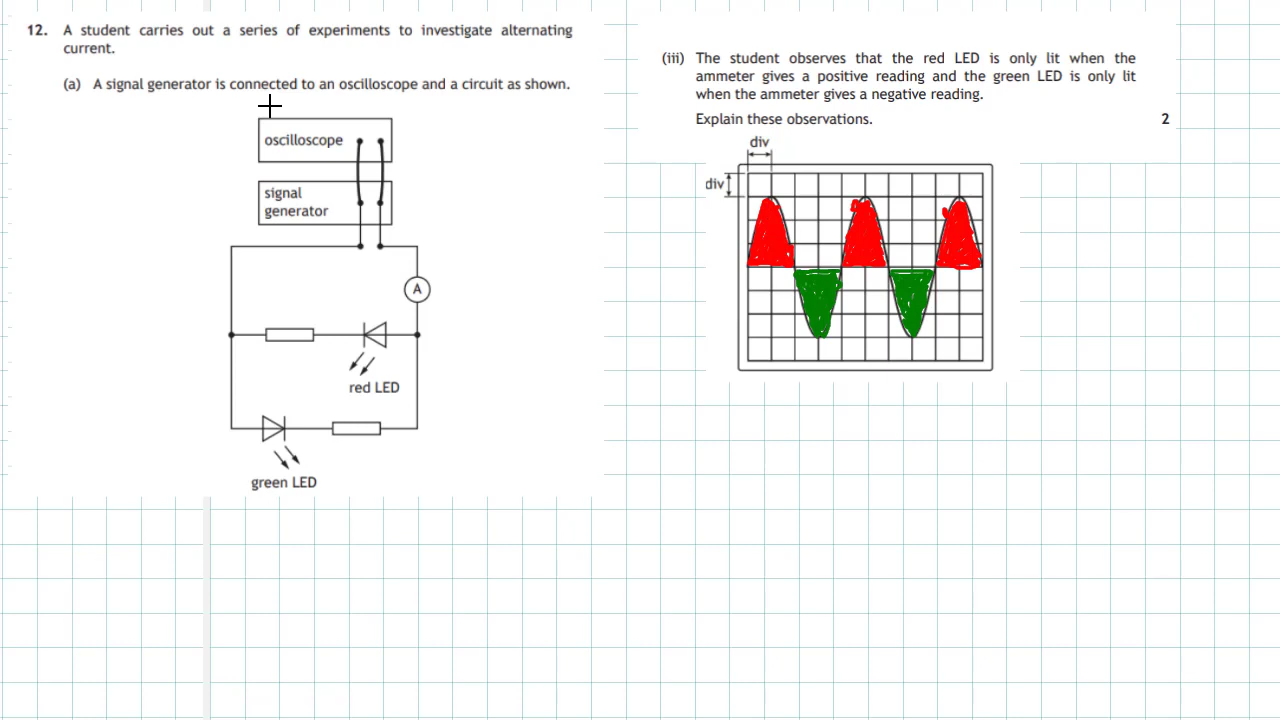 12. A student carries out a series of experiments to investigate alternating
current.
(a) A signal generator is connected to an oscilloscope and a circuit as shown.
oscilloscope
signal
generator
A
red LED
green LED
(iii) The student observes that the red LED is only lit when the
ammeter gives a positive reading and the green LED is only lit
when the ammeter gives a negative reading.
Explain these observations. 2
div
div